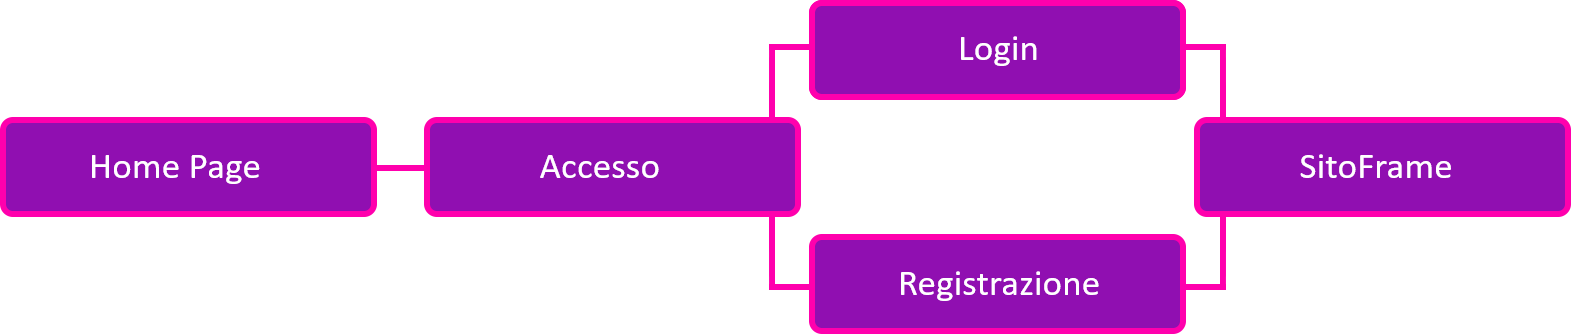 Home Page
Accesso
Login
Registrazione
SitoFrame